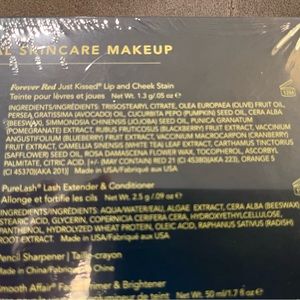 SKINCARE MAKEUP
Forever Red Just Kissed® Lip and Cheek Stain
Teinte pour lèvres et joues | Net Wt. 1.3 g/.05 oz e
INGREDIENTS/INGRÉDIENTS: TRIISOSTEARYL CITRATE, OLEA EUROPAEA (OLIVE) FRUIT OIL,
PERSEA GRATISSIMA (AVOCADO) OIL, CUCURBITA PEPO (PUMPKIN) SEED OIL, CERA ALBA
(BEESWAX), SIMMONDSIA CHINENSIS (JOJOBA) SEED OIL, PUNICA GRANATUM
(POMEGRANATE) EXTRACT, RUBUS FRUTICOSUS (BLACKBERRY) FRUIT EXTRACT, VACCINIUM
ANGUSTIFOLIUM (BLUEBERRY) FRUIT EXTRACT, VACCINIUM MACROCARPON (CRANBERRY)
FRUIT EXTRACT, CAMELLIA SINENSIS (WHITE TEA) LEAF EXTRACT, CARTHAMUS TINCTORIUS
(SAFFLOWER) SEED OIL, ROSA DAMASCENA FLOWER WAX, TOCOPHEROL, ASCORBYL
PALMITATE, CITRIC ACID, [+/- (MAY CONTAIN) RED 21 (CI 45380)(AKA 223), ORANGE 5
(CI 45370)(AKA 201)] Made in USA/Fabriqué aux USA
PureLash® Lash Extender & Conditioner
Allonge et fortifie les cils | Net Wt. 2.5 g/.09 oz e
INGREDIENTS/INGRÉDIENTS: AQUA/WATER/EAU, ALGAE EXTRACT, CERA ALBA (BEESWAX)
STEARIC ACID, GLYCERIN, COPERNICIA CERIFERA CERA, HYDROXYETHYLCELLULOSE,
PHYTOSTEROL, HYDROLYZED WHEAT PROTEIN, OLEIC ACID,
ROOT EXTRACT. Made in USA/Fabriqué aux USA
Pencil Sharpener | Taille-crayon
Made in China/Fabriqué en Chine
Smooth Affair® Primer & Brightener
Net Wt. 50 ml/1.7 fl oz